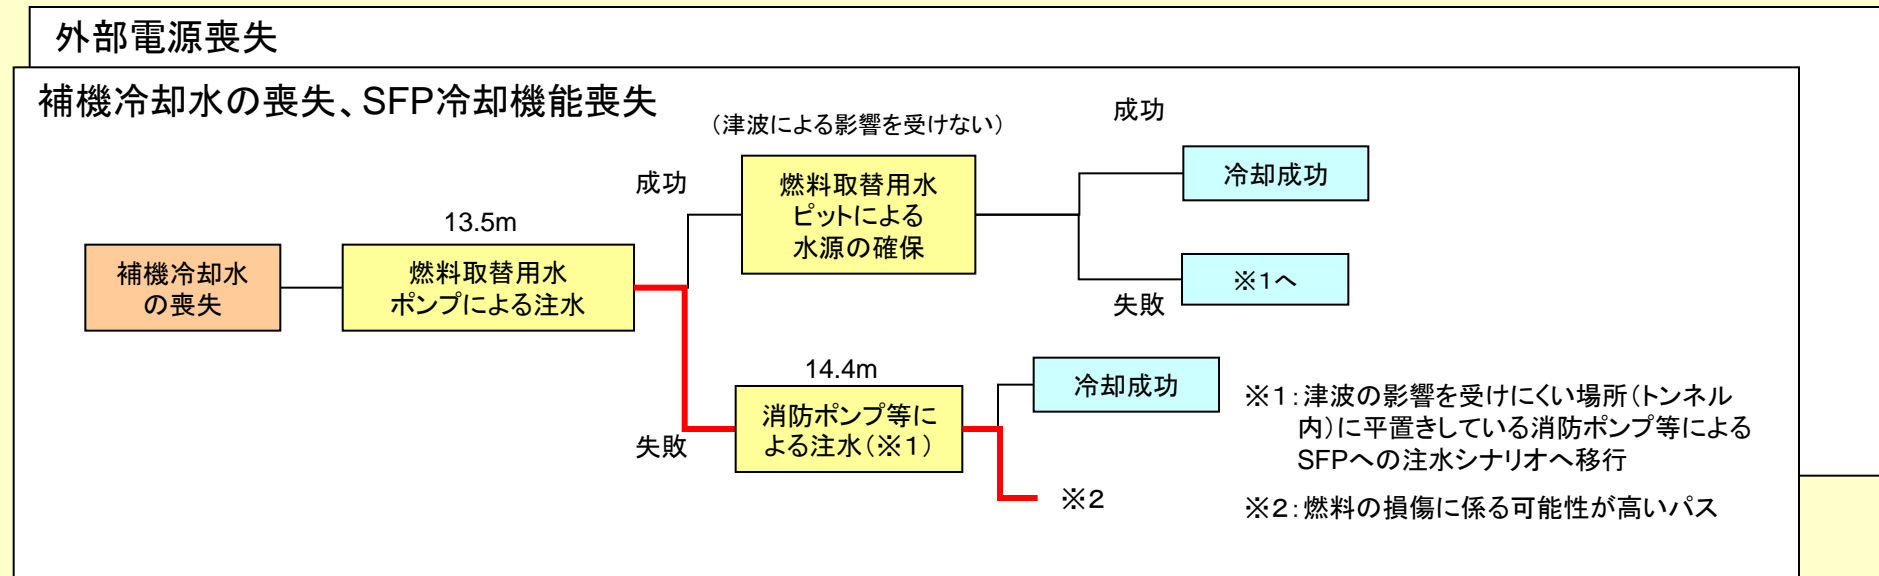 外部電源喪失
補機冷却水の喪失、SFP冷却機能喪失
（津波による影響を受けない）
成功
成功
燃料取替用水
ピットによる
水源の確保
冷却成功
13.5m
補機冷却水
の喪失
燃料取替用水
ポンプによる注水
※1へ
失敗
14.4m
消防ポンプ等に
よる注水（※1）
失敗
冷却成功
※2
※1：津波の影響を受けにくい場所（トンネル
内）に平置きしている消防ポンプ等による
SFPへの注水シナリオへ移行
※2：燃料の損傷に係る可能性が高いパス